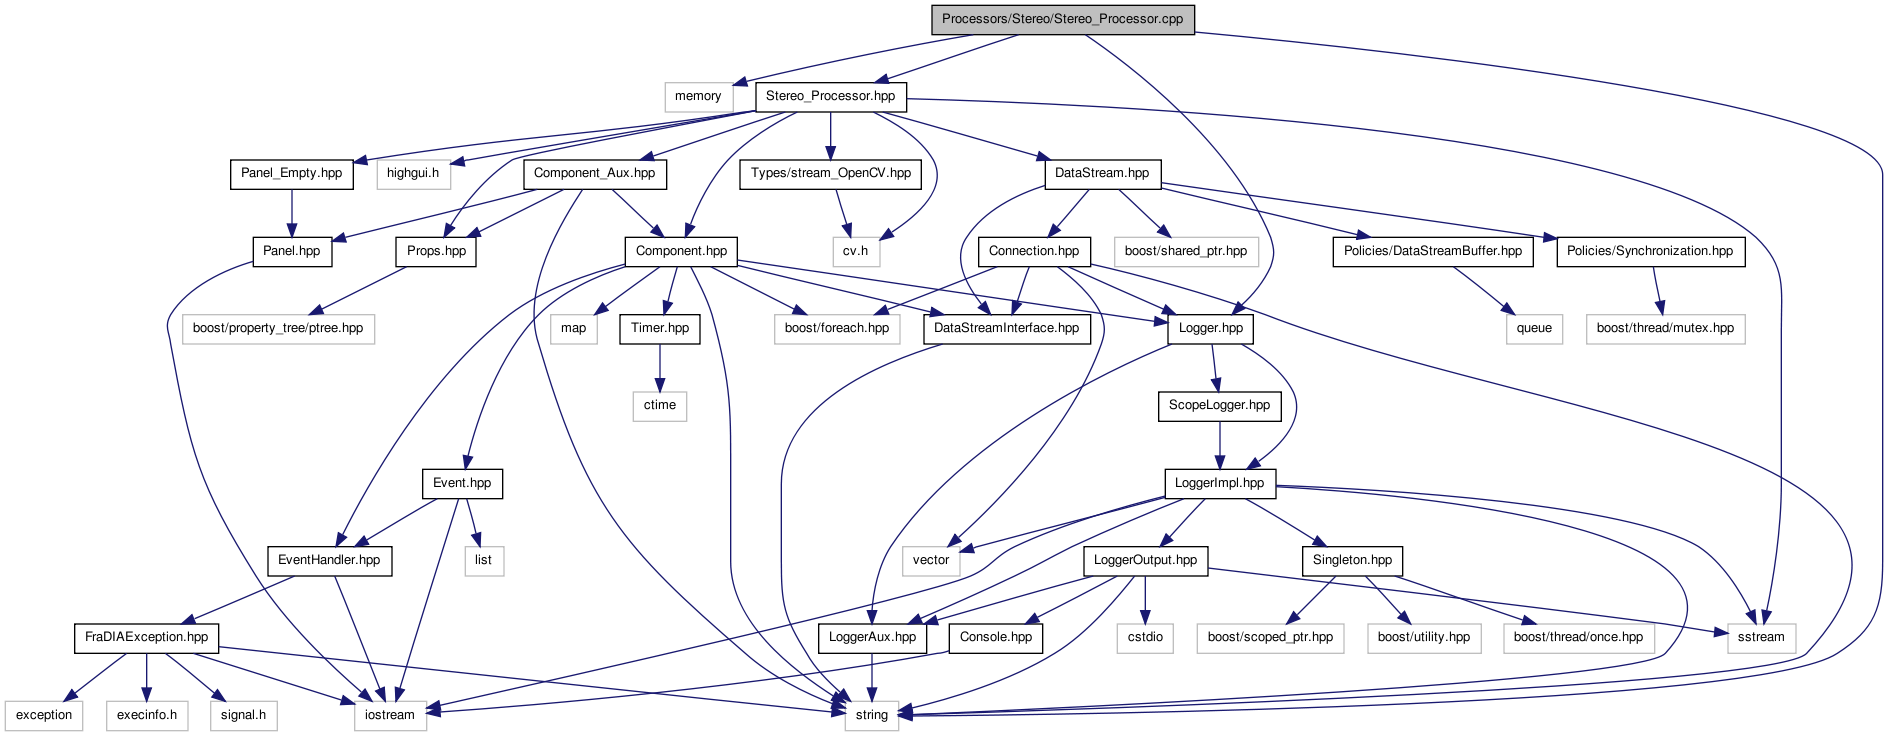 Processors/Stereo/Stereo_Processor.cpp
memory
Stereo_Processor.hpp
Panel_Empty.hpp
highgui.h
Component_Aux.hpp
Types/stream_OpenCV.hpp
DataStream.hpp
Panel.hpp
Props.hpp
Component.hpp
cv.h
Connection.hpp
boost/shared_ptr.hpp
Policies/DataStreamBuffer.hpp
Policies/Synchronization.hpp
boost/property_tree/ptree.hpp
map
Timer.hpp
boost/foreach.hpp
DataStreamInterface.hpp
Logger.hpp
queue
boost/thread/mutex.hpp
ctime
ScopeLogger.hpp
Event.hpp
LoggerImpl.hpp
EventHandler.hpp
list
vector
LoggerOutput.hpp
Singleton.hpp
FraDIAException.hpp
LoggerAux.hpp
Console.hpp
cstdio
boost/scoped_ptr.hpp
boost/utility.hpp
boost/thread/once.hpp
sstream
exception
execinfo.h
signal.h
iostream
string